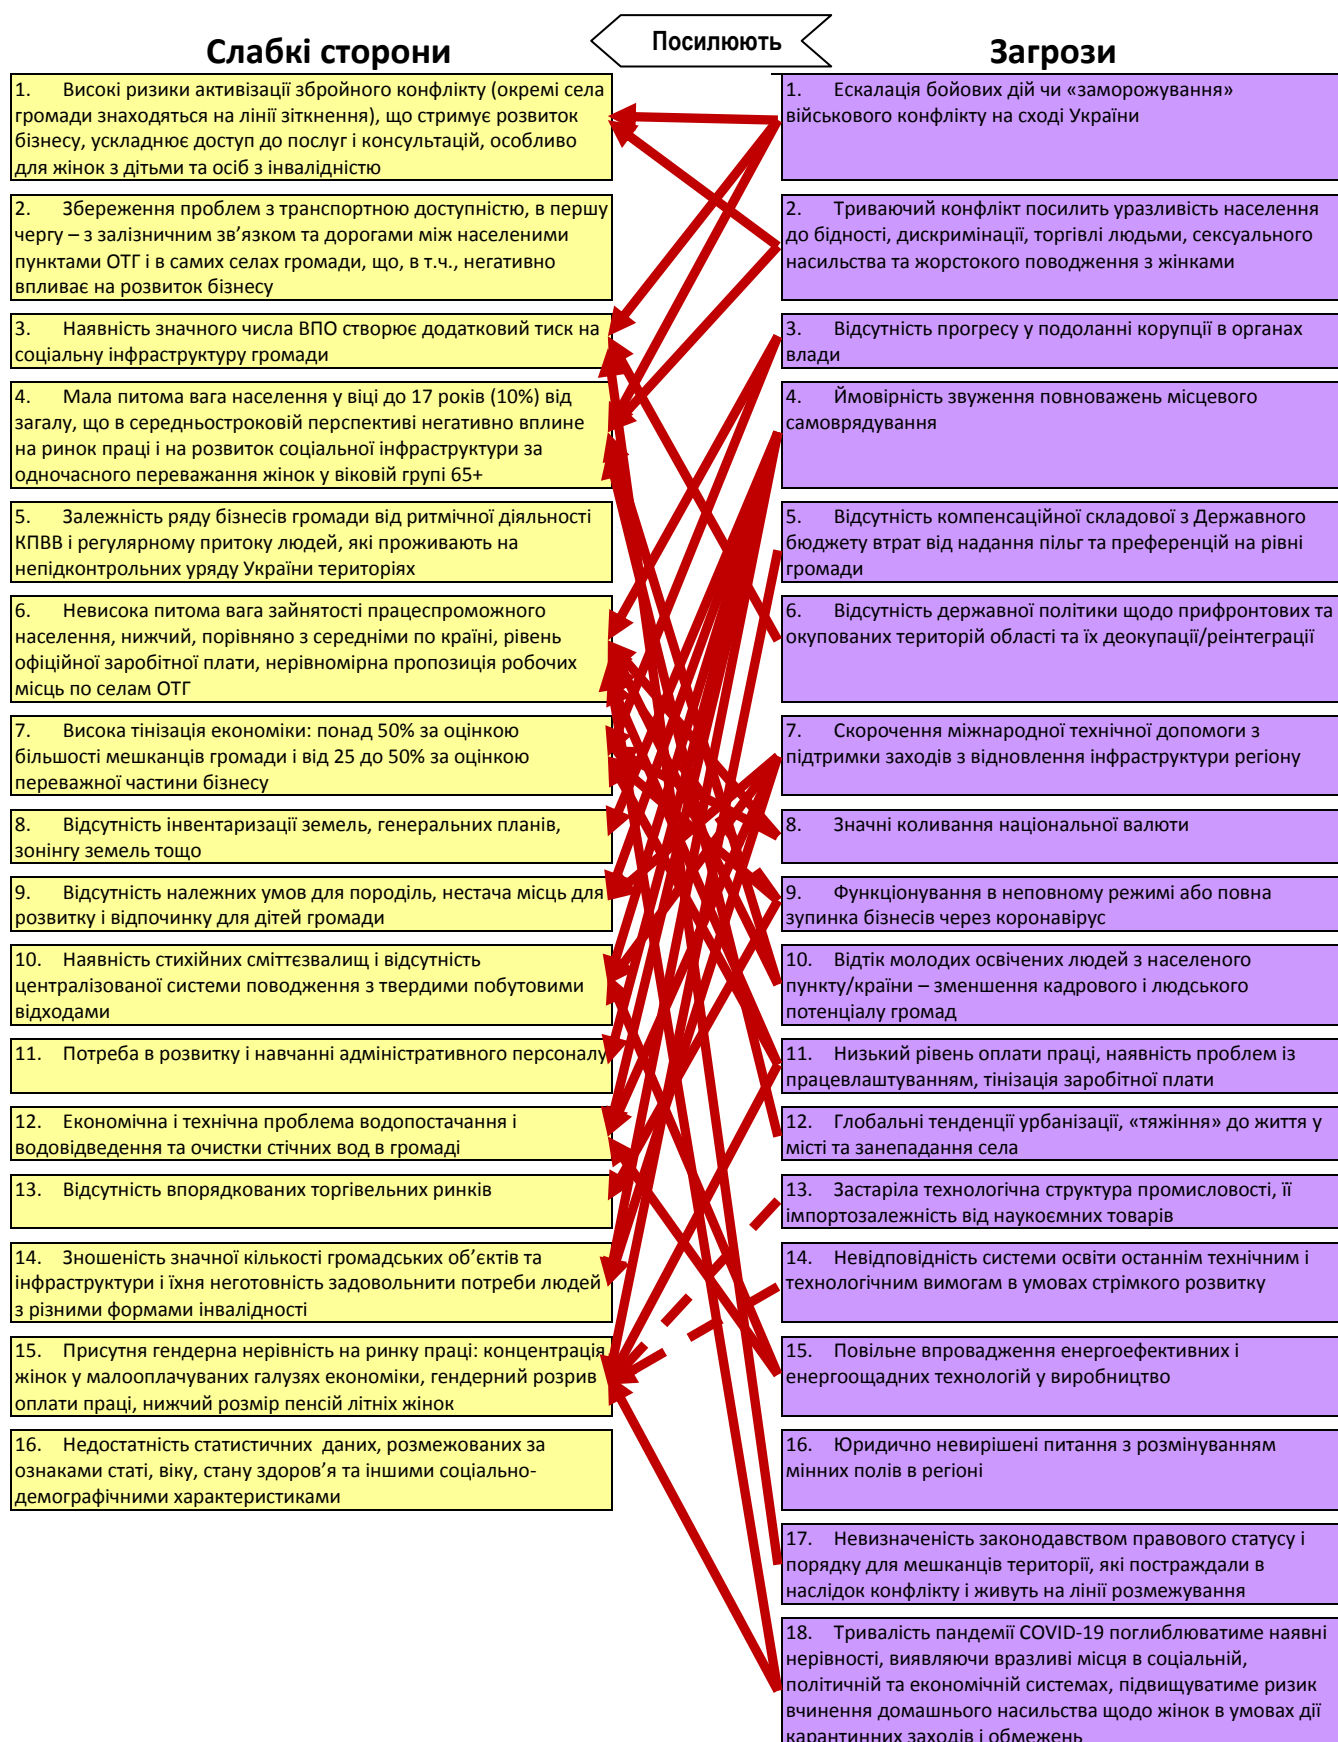 Слабкі сторони
Посилюють
Загрози
1. Високі ризики активізації збройного конфлікту (окремі села
громади знаходяться на лінії зіткнення), що стримує розвиток
бізнесу, ускладнює доступ до послуг і консультацій, особливо
для жінок з дітьми та осіб з інвалідністю
2. Збереження проблем з транспортною доступністю, в першу
чергу – з залізничним зв’язком та дорогами між населеними
пунктами ОТГ і в самих селах громади, що, в т.ч., негативно
впливає на розвиток бізнесу
3. Наявність значного числа ВПО створює додатковий тиск на
соціальну інфраструктуру громади
4. Мала питома вага населення у віці до 17 років (10%) від
загалу, що в середньостроковій перспективі негативно вплине
на ринок праці і на розвиток соціальної інфраструктури за
одночасного переважання жінок у віковій групі 65+
5. Залежність ряду бізнесів громади від ритмічної діяльності
КПВВ і регулярному притоку людей, які проживають на
непідконтрольних уряду України територіях
6. Невисока питома вага зайнятості працеспроможного
населення, нижчий, порівняно з середніми по країні, рівень
офіційної заробітної плати, нерівномірна пропозиція робочих
місць по селам ОТГ
7. Висока тінізація економіки: понад 50% за оцінкою
більшості мешканців громади і від 25 до 50% за оцінкою
переважної частини бізнесу
8. Відсутність інвентаризації земель, генеральних планів,
зонінгу земель тощо
9. Відсутність належних умов для породіль, нестача місць для
розвитку і відпочинку для дітей громади
10. Наявність стихійних сміттєзвалищ і відсутність
централізованої системи поводження з твердими побутовими
відходами
11. Потреба в розвитку і навчанні адміністративного персоналу
12. Економічна і технічна проблема водопостачання і
водовідведення та очистки стічних вод в громаді
13. Відсутність впорядкованих торгівельних ринків
14. Зношеність значної кількості громадських об’єктів та
інфраструктури і їхня неготовність задовольнити потреби людей
з різними формами інвалідності
15. Присутня гендерна нерівність на ринку праці: концентрація
жінок у малооплачуваних галузях економіки, гендерний розрив
оплати праці, нижчий розмір пенсій літніх жінок
16. Недостатність статистичних даних, розмежованих за
ознаками статі, віку, стану здоров’я та іншими соціально-
демографічними характеристиками
1. Ескалація бойових дій чи «заморожування»
військового конфлікту на сході України
2. Триваючий конфлікт посилить уразливість населення
до бідності, дискримінації, торгівлі людьми, сексуального
насильства та жорстокого поводження з жінками
3. Відсутність прогресу у подоланні корупції в органах
влади
4. Ймовірність звуження повноважень місцевого
самоврядування
5. Відсутність компенсаційної складової з Державного
бюджету втрат від надання пільг та преференцій на рівні
громади
6. Відсутність державної політики щодо прифронтових та
окупованих територій області та їх деокупації/реінтеграції
7. Скорочення міжнародної технічної допомоги з
підтримки заходів з відновлення інфраструктури регіону
8. Значні коливання національної валюти
9. Функціонування в неповному режимі або повна
зупинка бізнесів через коронавірус
10. Відтік молодих освічених людей з населеного
пункту/країни – зменшення кадрового і людського
потенціалу громад
11. Низький рівень оплати праці, наявність проблем із
працевлаштуванням, тінізація заробітної плати
12. Глобальні тенденції урбанізації, «тяжіння» до життя у
місті та занепадання села
13. Застаріла технологічна структура промисловості, її
імпортозалежність від наукоємних товарів
14. Невідповідність системи освіти останнім технічним і
технологічним вимогам в умовах стрімкого розвитку
15. Повільне впровадження енергоефективних і
енергоощадних технологій у виробництво
16. Юридично невирішені питання з розмінуванням
мінних полів в регіоні
17. Невизначеність законодавством правового статусу і
порядку для мешканців території, які постраждали в
наслідок конфлікту і живуть на лінії розмежування
18. Тривалість пандемії COVID-19 поглиблюватиме наявні
нерівності, виявляючи вразливі місця в соціальній,
політичній та економічній системах, підвищуватиме ризик
вчинення домашнього насильства щодо жінок в умовах дії
карантинних заходів і обмежень